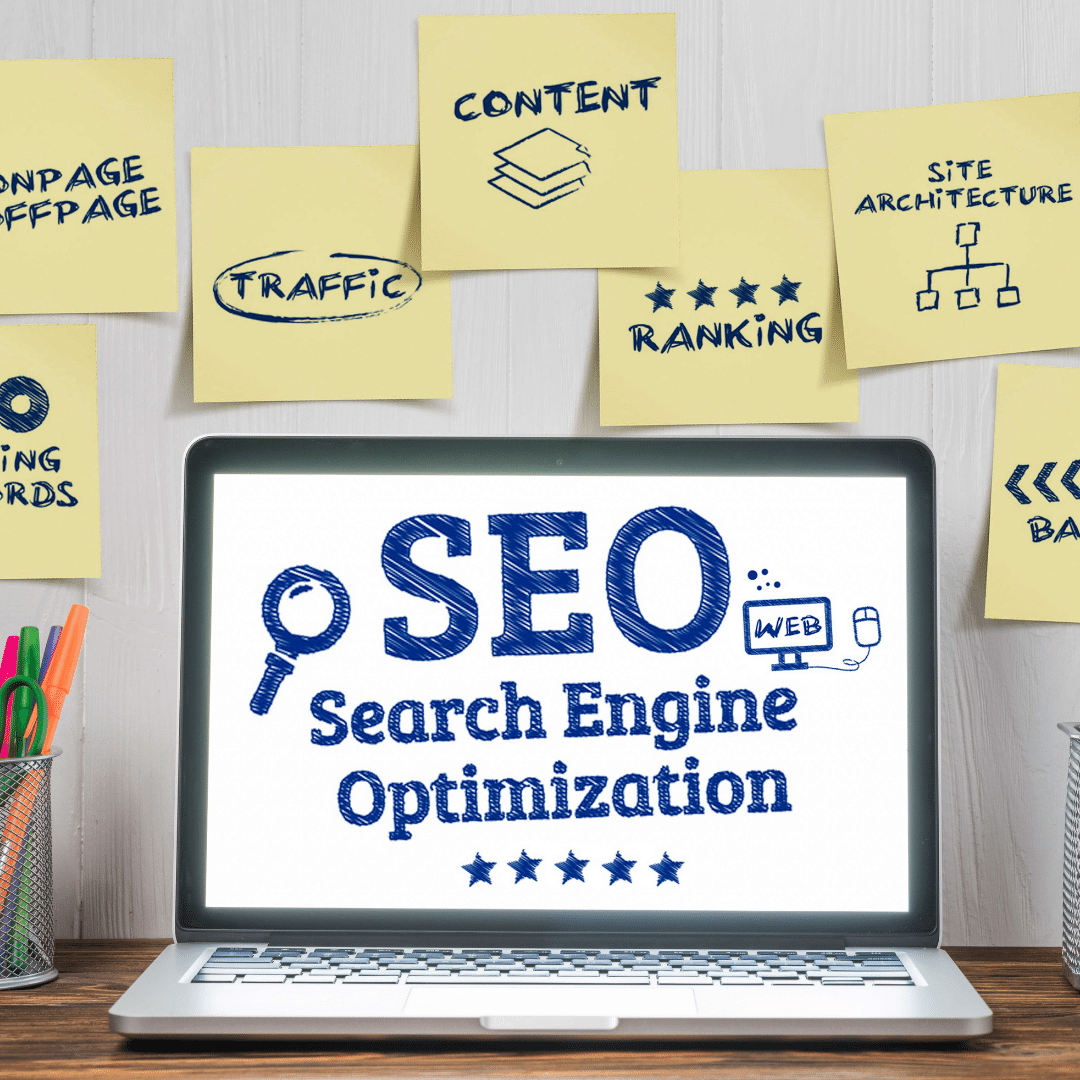 CONTENT
ONPAGE
OFFPAGE
TRAFFiC
RANKiNG
SiTE
ARCHiTECTURE
SEO
WEB
Search Engine
Optimization